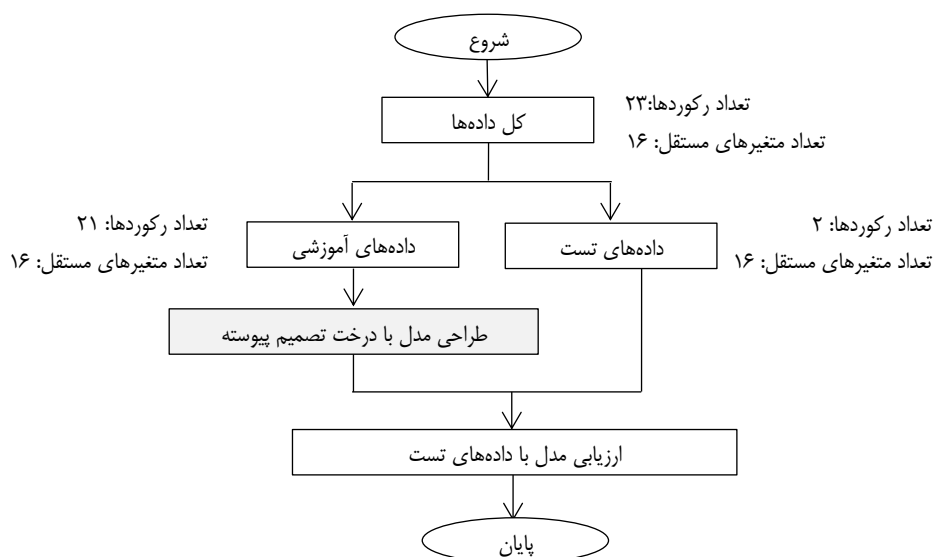 شروع
تعداد رکوردها:۲۳
کل داده‌ها
تعداد متغیرهای مستقل: ۱۶
تعداد رکوردها: ۲
تعداد رکوردها: ۲۱
داده‌های تست
داده‌های آموزشی
تعداد متغیرهای مستقل: ۱۶
تعداد متغیرهای مستقل: ۱۶
طراحی مدل با درخت تصمیم پیوسته
ارزیابی مدل با داده‌های تست
پایان